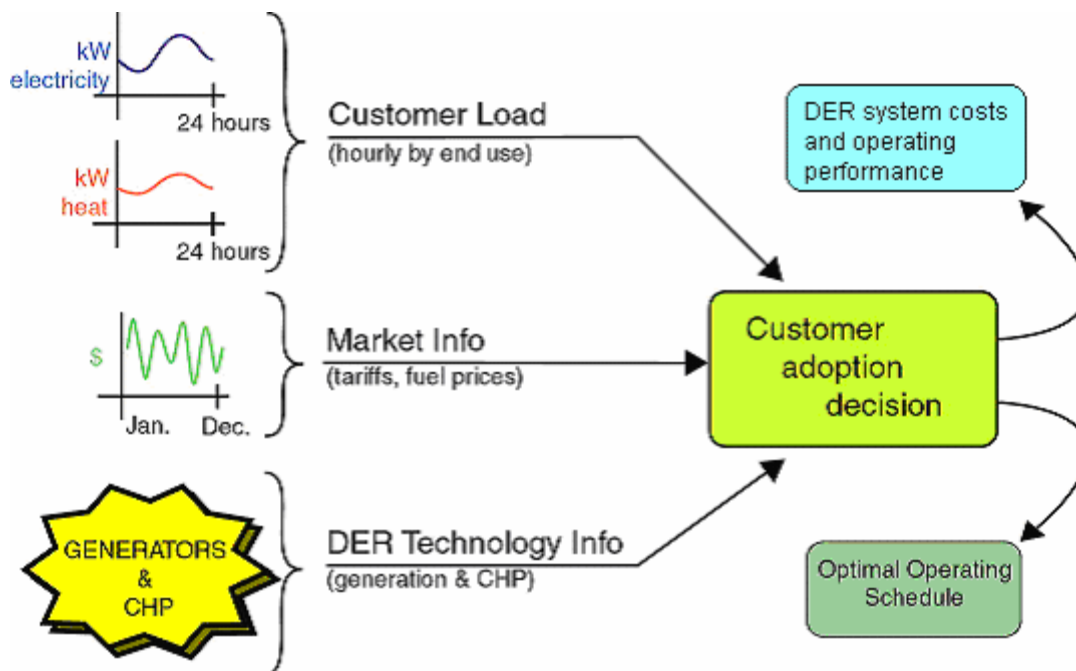 kW
electricity
24 hours
kW
heat
24 hours
Customer Load
(hourly by end use)
$
Jan. Dec.
Market Info
(tariffs, fuel prices)
GENERATORS
&
CHP
DER Technology Info
(generation & CHP)
Customer
adoption
decision
DER system costs
and operating
performance
Optimal Operating
Schedule